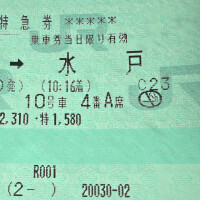 特急券 *****
乗車券当日限り有効
→ 水戸
発) (10:16着) C23
10号車 4番A席
2,310・特1,580
R001
(2-) 20030-02